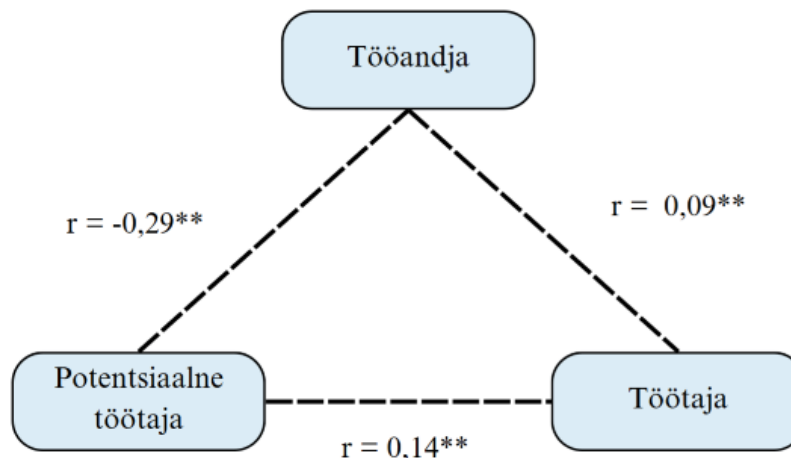 Tööandja
r = -0,29**
r = 0,09**
Potentsiaalne
töötaja
Töötaja
r = 0,14**